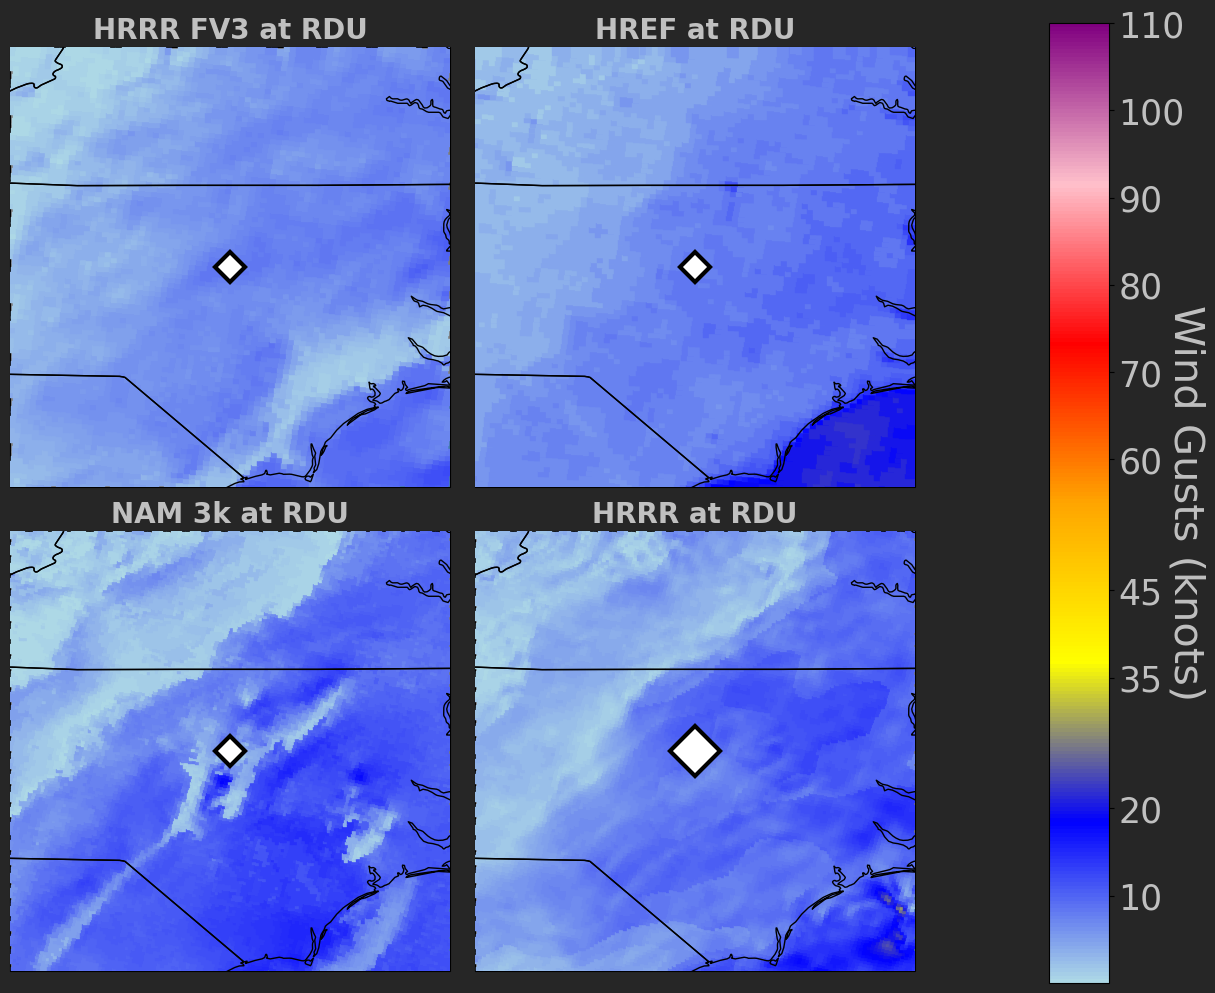 HRRR FV3 at RDU
HREF at RDU
NAM 3k at RDU
HRRR at RDU
110
100
90
80
70
60
45
35
20
10
Wind Gusts (knots)